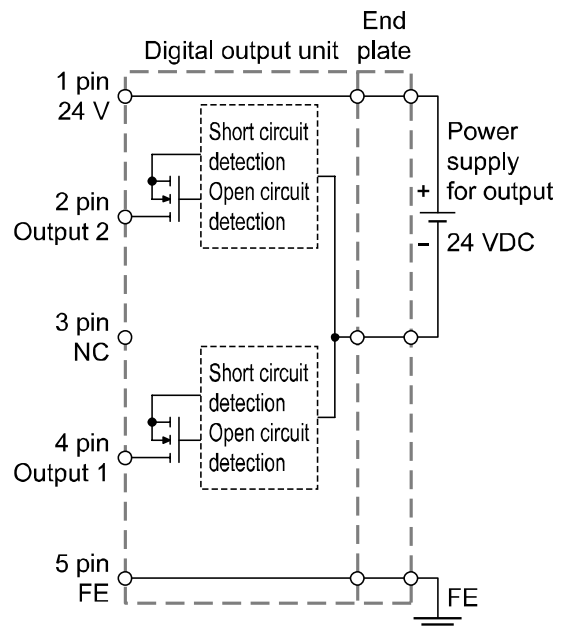 End
plate
Digital output unit
1 pin
24 V
Short circuit
detection
Open circuit
detection
Power
supply
for output
+
−
24 VDC
2 pin
Output 2
3 pin
NC
Short circuit
detection
Open circuit
detection
4 pin
Output 1
5 pin
FE
FE